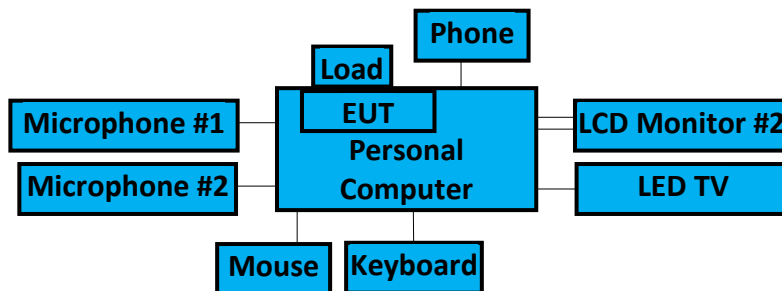 Phone
Load
Microphone #1
EUT
LCD Monitor #2
Personal
Computer
Microphone #2
LED TV
Mouse
Keyboard